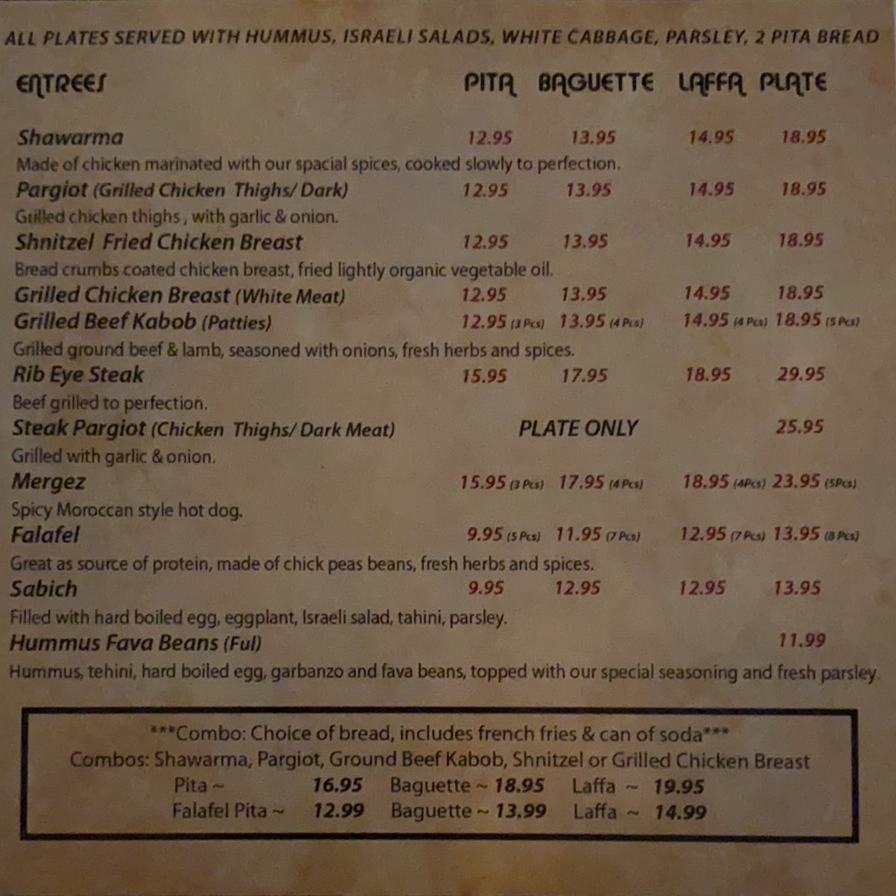 ALL PLATES SERVED WITH HUMMUS, ISRAELI SALADS, WHITE CABBAGE, PARSLEY, 2 PITA BREAD
ENTREES PITA BAGUETTE LAFFA PLATE
Shawarma 12.95 13.95 14.95 18.95
Made of chicken marinated with our spacial spices, cooked slowly to perfection.
Pargiot (Grilled Chicken Thighs/ Dark) 12.95 13.95 14.95 18.95
Grilled chicken thighs , with garlic & onion.
Shnitzel Fried Chicken Breast 12.95 13.95 14.95 18.95
Bread crumbs coated chicken breast, fried lightly organic vegetable oil.
Grilled Chicken Breast (White Meat) 12.95 13.95 14.95 18.95
Grilled Beef Kabob (Patties) 12.95 (3 Pcs) 13.95 (4 Pcs) 14.95 (4 Pcs) 18.95 (5 Pcs)
Grilled ground beef & lamb, seasoned with onions, fresh herbs and spices.
Rib Eye Steak 15.95 17.95 18.95 29.95
Beef grilled to perfection.
Steak Pargiot (Chicken Thighs/ Dark Meat) PLATE ONLY 25.95
Grilled with garlic & onion.
Mergez 15.95 (3 Pcs) 17.95 (4 Pcs) 18.95 (4Pcs) 23.95 (5Pcs)
Spicy Moroccan style hot dog.
Falafel 9.95 (5 Pcs) 11.95 (7 Pcs) 12.95 (7 Pcs) 13.95 (8 Pcs)
Great as source of protein, made of chick peas beans, fresh herbs and spices.
Sabich 9.95 12.95 12.95 13.95
Filled with hard boiled egg, eggplant, Israeli salad, tahini, parsley.
Hummus Fava Beans (Ful) 11.99
Hummus, tehini, hard boiled egg, garbanzo and fava beans, topped with our special seasoning and fresh parsley.
***Combo: Choice of bread, includes french fries & can of soda***
Combos: Shawarma, Pargiot, Ground Beef Kabob, Shnitzel or Grilled Chicken Breast
Pita ~ 16.95 Baguette ~ 18.95 Laffa ~ 19.95
Falafel Pita ~ 12.99 Baguette ~ 13.99 Laffa ~ 14.99